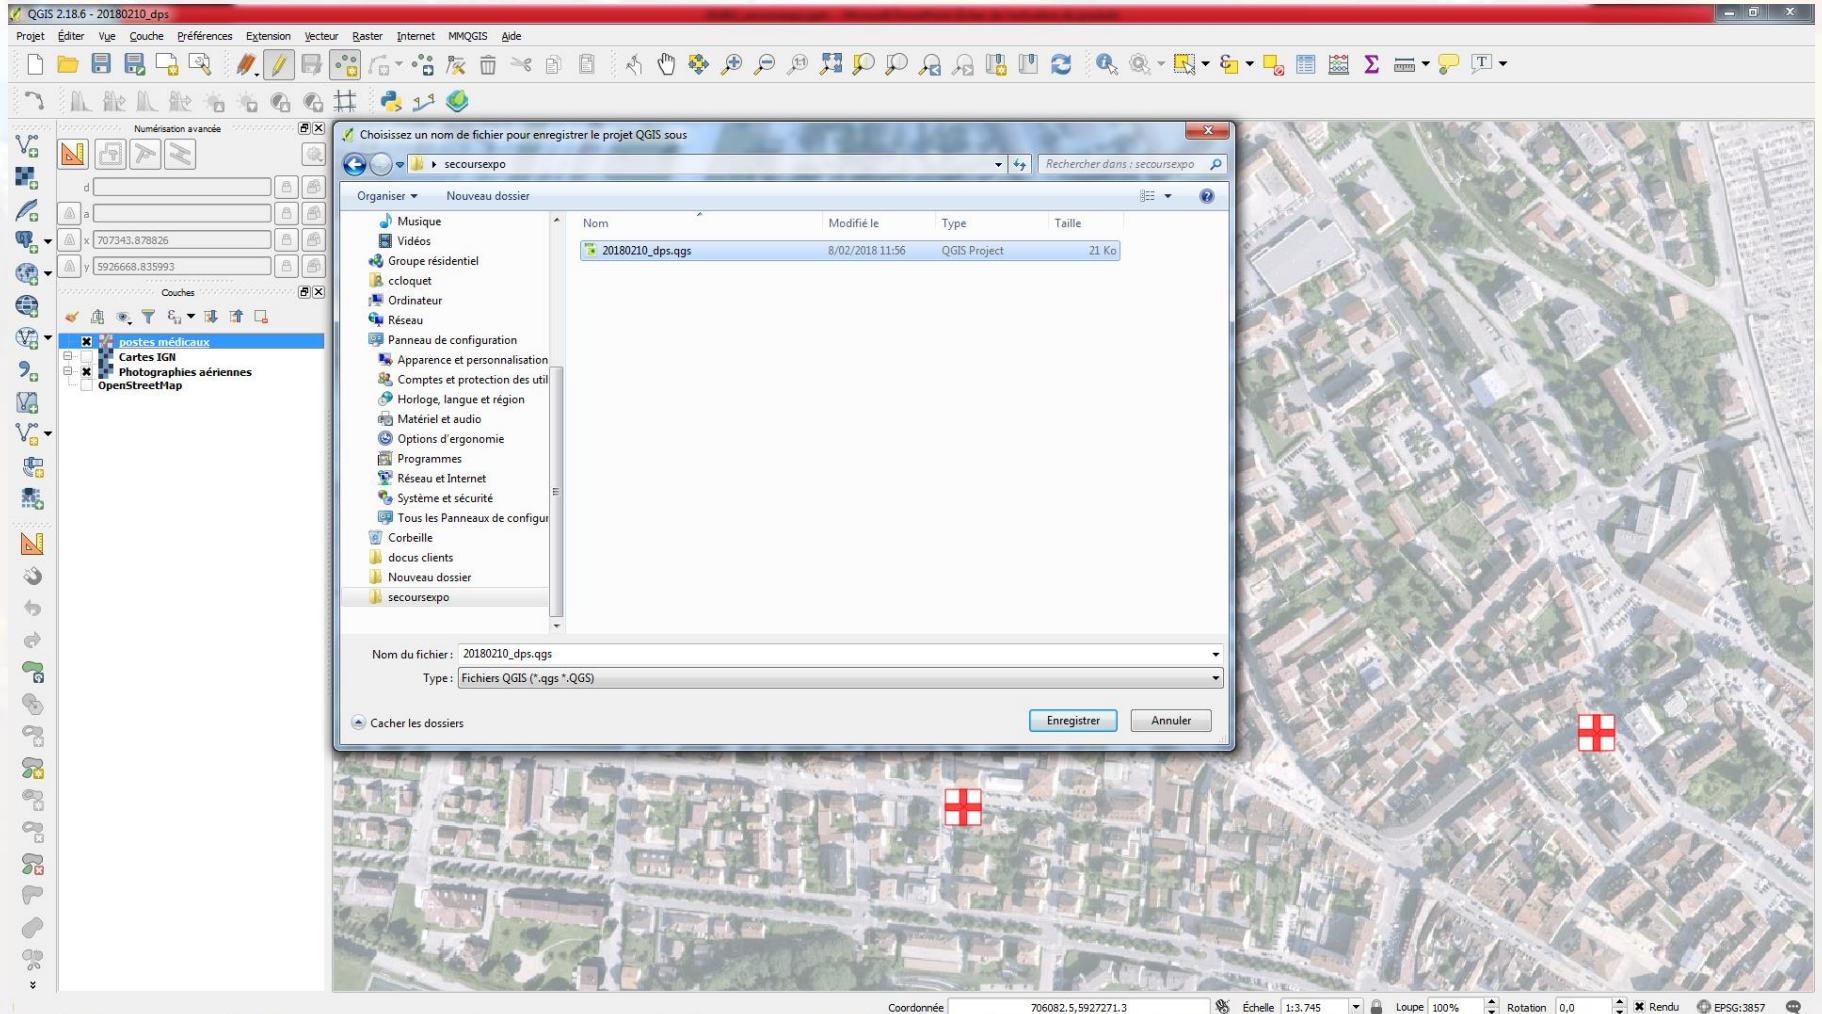 QGIS 2.18.6 - 20180210_dps
Projet Éditer Vue Couche Préférences Extension Vecteur Raster Internet MMQGIS Aide
Numérisation avancée
d
a
x 707343.878826
y 5926668.835993
Couches
postes médicaux
Cartes IGN
Photographies aériennes
OpenStreetMap
Choisissez un nom de fichier pour enregistrer le projet QGIS sous
secoursexpo
Rechercher dans : secoursexpo
Organiser
Nouveau dossier
Musique
Vidéos
Groupe résidentiel
ccloquet
Ordinateur
Réseau
Panneau de configuration
Apparence et personnalisation
Comptes et protection des util
Horloge, langue et région
Matériel et audio
Options d'ergonomie
Programmes
Réseau et Internet
Système et sécurité
Tous les Panneaux de configur
Corbeille
docus clients
Nouveau dossier
secoursexpo
Nom Modifié le Type Taille
20180210_dps.qgs 8/02/2018 11:56 QGIS Project 21 Ko
Nom du fichier : 20180210_dps.qgs
Type : Fichiers QGIS (*.qgs *.QGS)
Cacher les dossiers
Enregistrer
Annuler
Coordonnée 706082.5,5927271.3 Échelle 1:3.745 Loupe 100% Rotation 0,0 Rendu EPSG:3857